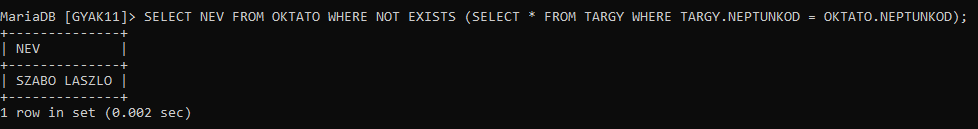 MariaDB [GYAK11]> SELECT NEV FROM OKTATO WHERE NOT EXISTS (SELECT * FROM TARGY WHERE TARGY.NEPTUNKOD = OKTATO.NEPTUNKOD);
+--------------+
| NEV          |
+--------------+
| SZABO LASZLO |
+--------------+
1 row in set (0.002 sec)